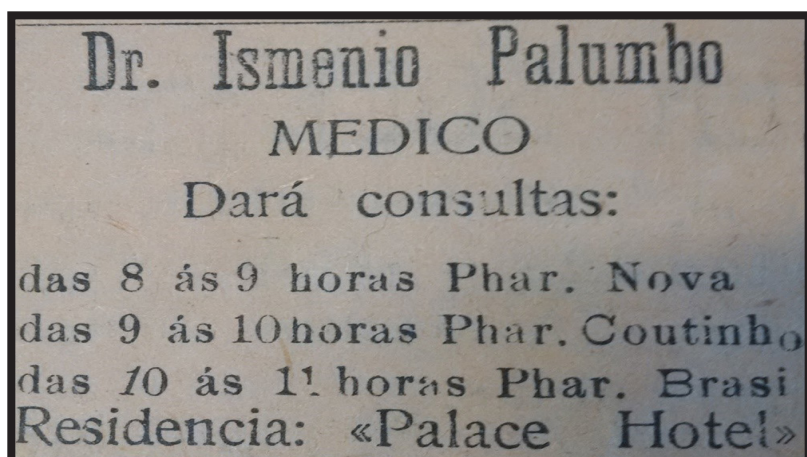 Dr. Ismenio Palumbo
MEDICO
Dará consultas:
das 8 ás 9 horas Phar. Nova
das 9 ás 10 horas Phar. Coutinho
das 10 ás 11 horas Phar. Brasi
Residencia: «Palace Hotel»